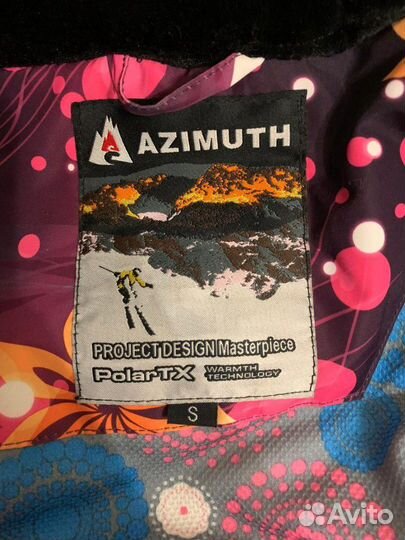 AZIMUTH
PROJECT DESIGN Masterpiece
PolarTX WARMTH TECHNOLOGY
S
Avito